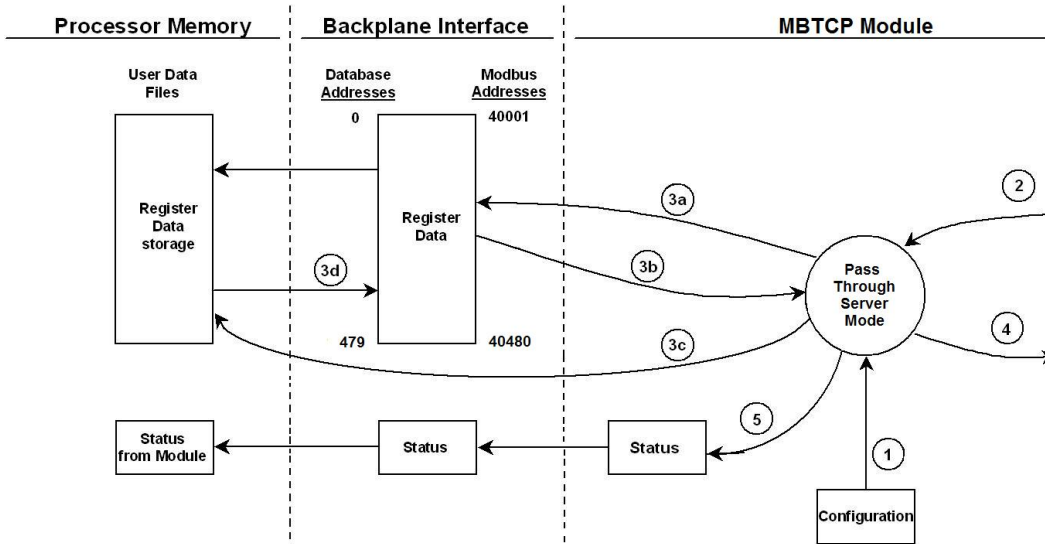 Processor Memory
Backplane Interface
MBTCP Module
User Data
Files
Database
Addresses
Modbus
Addresses
0
40001
2
3a
Register
Data
storage
Register
Data
3d
3b
Pass
Through
Server
Mode
479
40480
3c
4
5
Status
from Module
Status
Status
1
Configuration